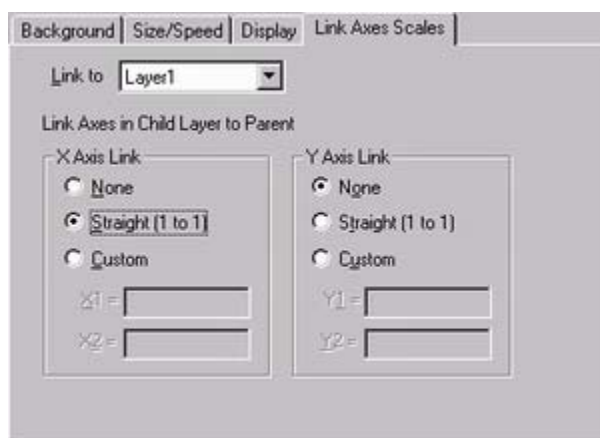 Background Size/Speed Display Link Axes Scales
Link to Layer1
Link Axes in Child Layer to Parent
X Axis Link
None
Straight (1 to 1)
Custom
X1 =
X2 =
Y Axis Link
None
Straight (1 to 1)
Custom
Y1 =
Y2 =